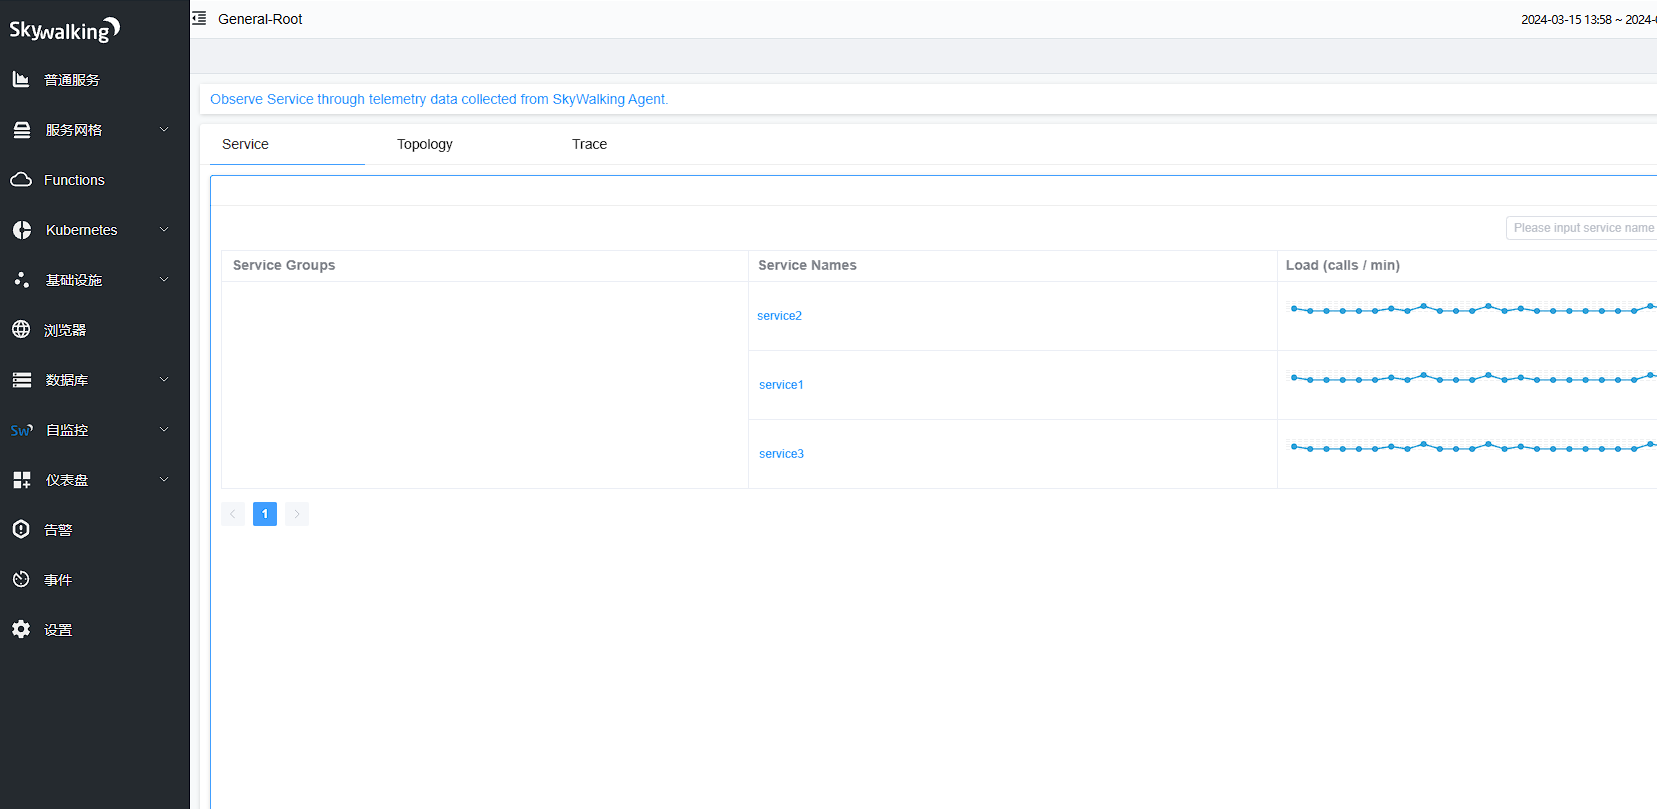 Skywalking
普通服务
服务网格
Functions
Kubernetes
基础设施
浏览器
数据库
Sw
自监控
仪表盘
告警
事件
设置
General-Root
2024-03-15 13:58 ~ 2024-
Observe Service through telemetry data collected from SkyWalking Agent.
Service
Topology
Trace
Please input service name
Service Groups
Service Names
Load (calls / min)
service2
service1
service3
1